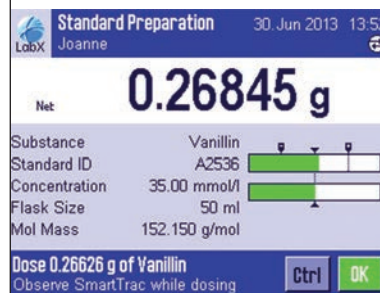 LabX
Standard Preparation
Joanne
30. Jun 2013 13:5
Net 0.26845 g
Substance Vanillin
Standard ID A2536
Concentration 35.00 mmol/l
Flask Size 50 ml
Mol Mass 152.150 g/mol
Dose 0.26626 g of Vanillin
Observe SmartTrac while dosing
Ctrl
OK